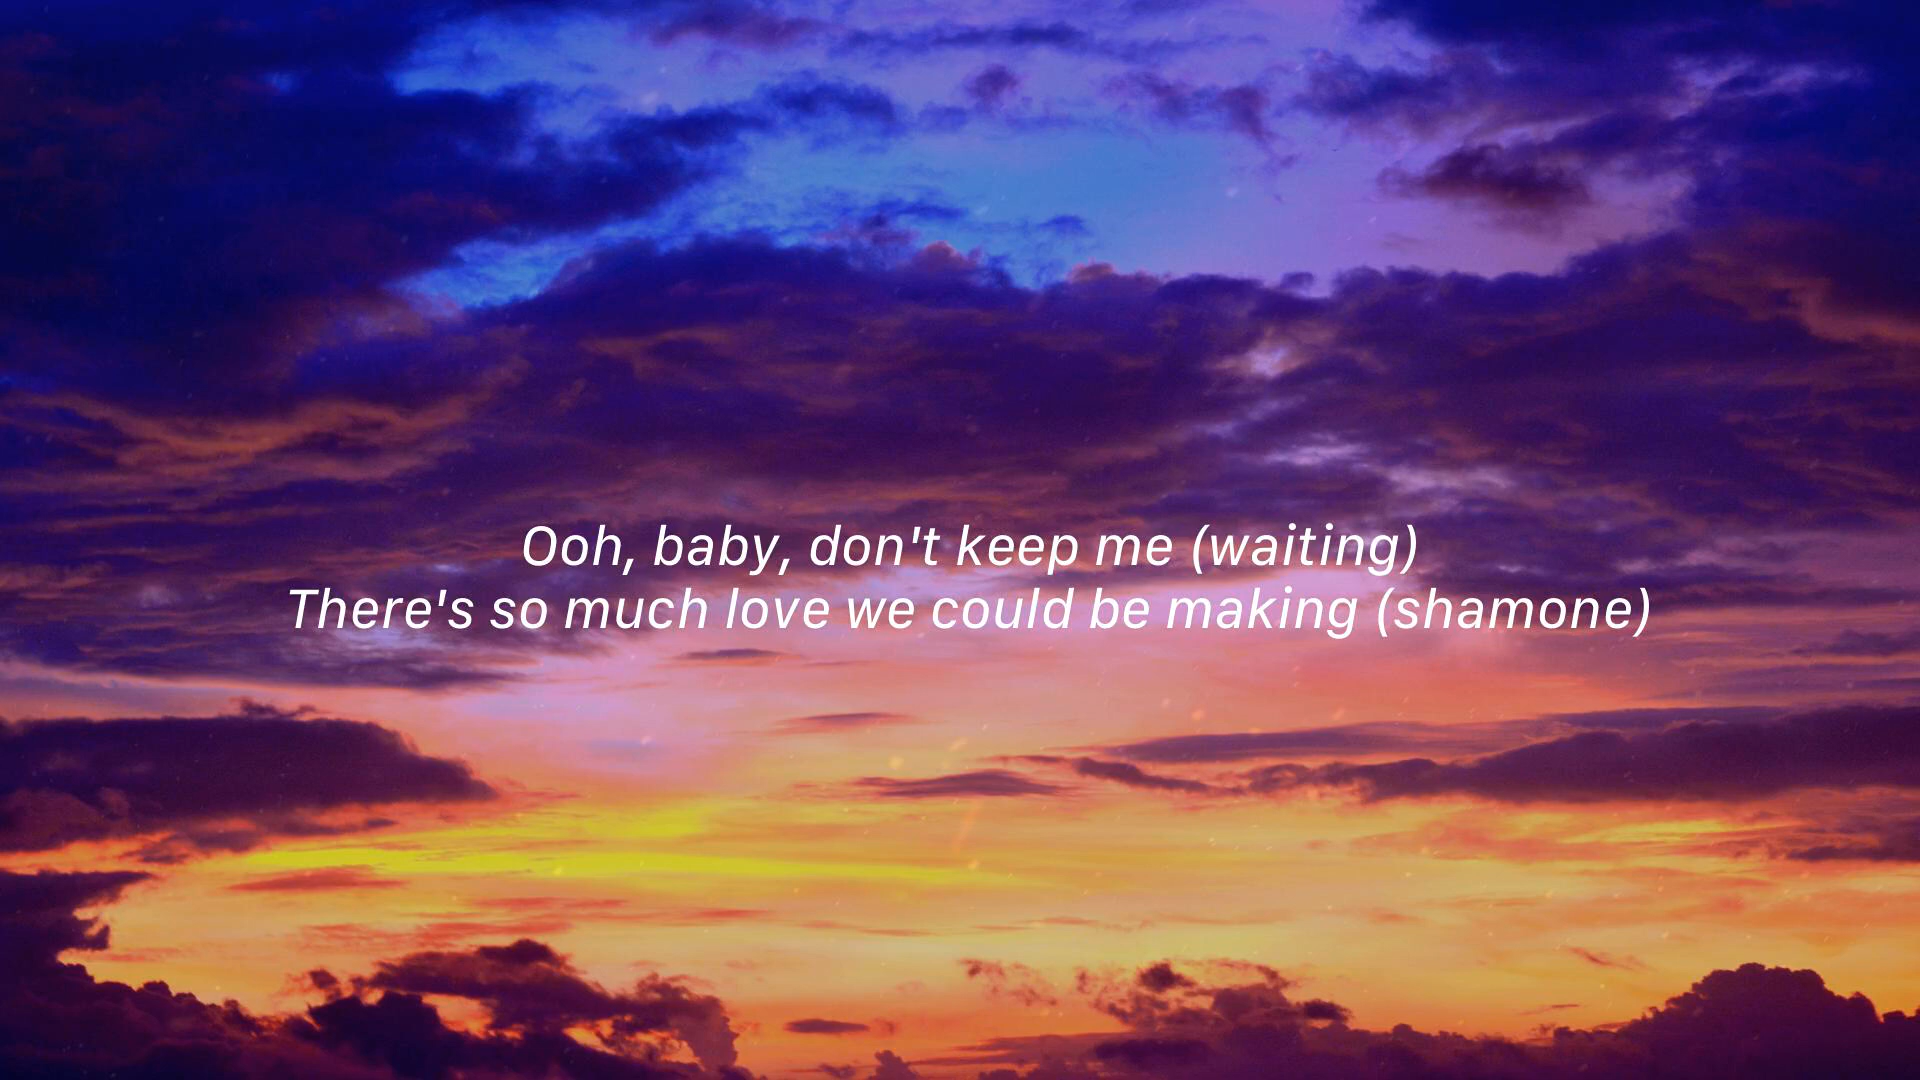 Ooh, baby, don't keep me (waiting)
There's so much love we could be making (shamone)